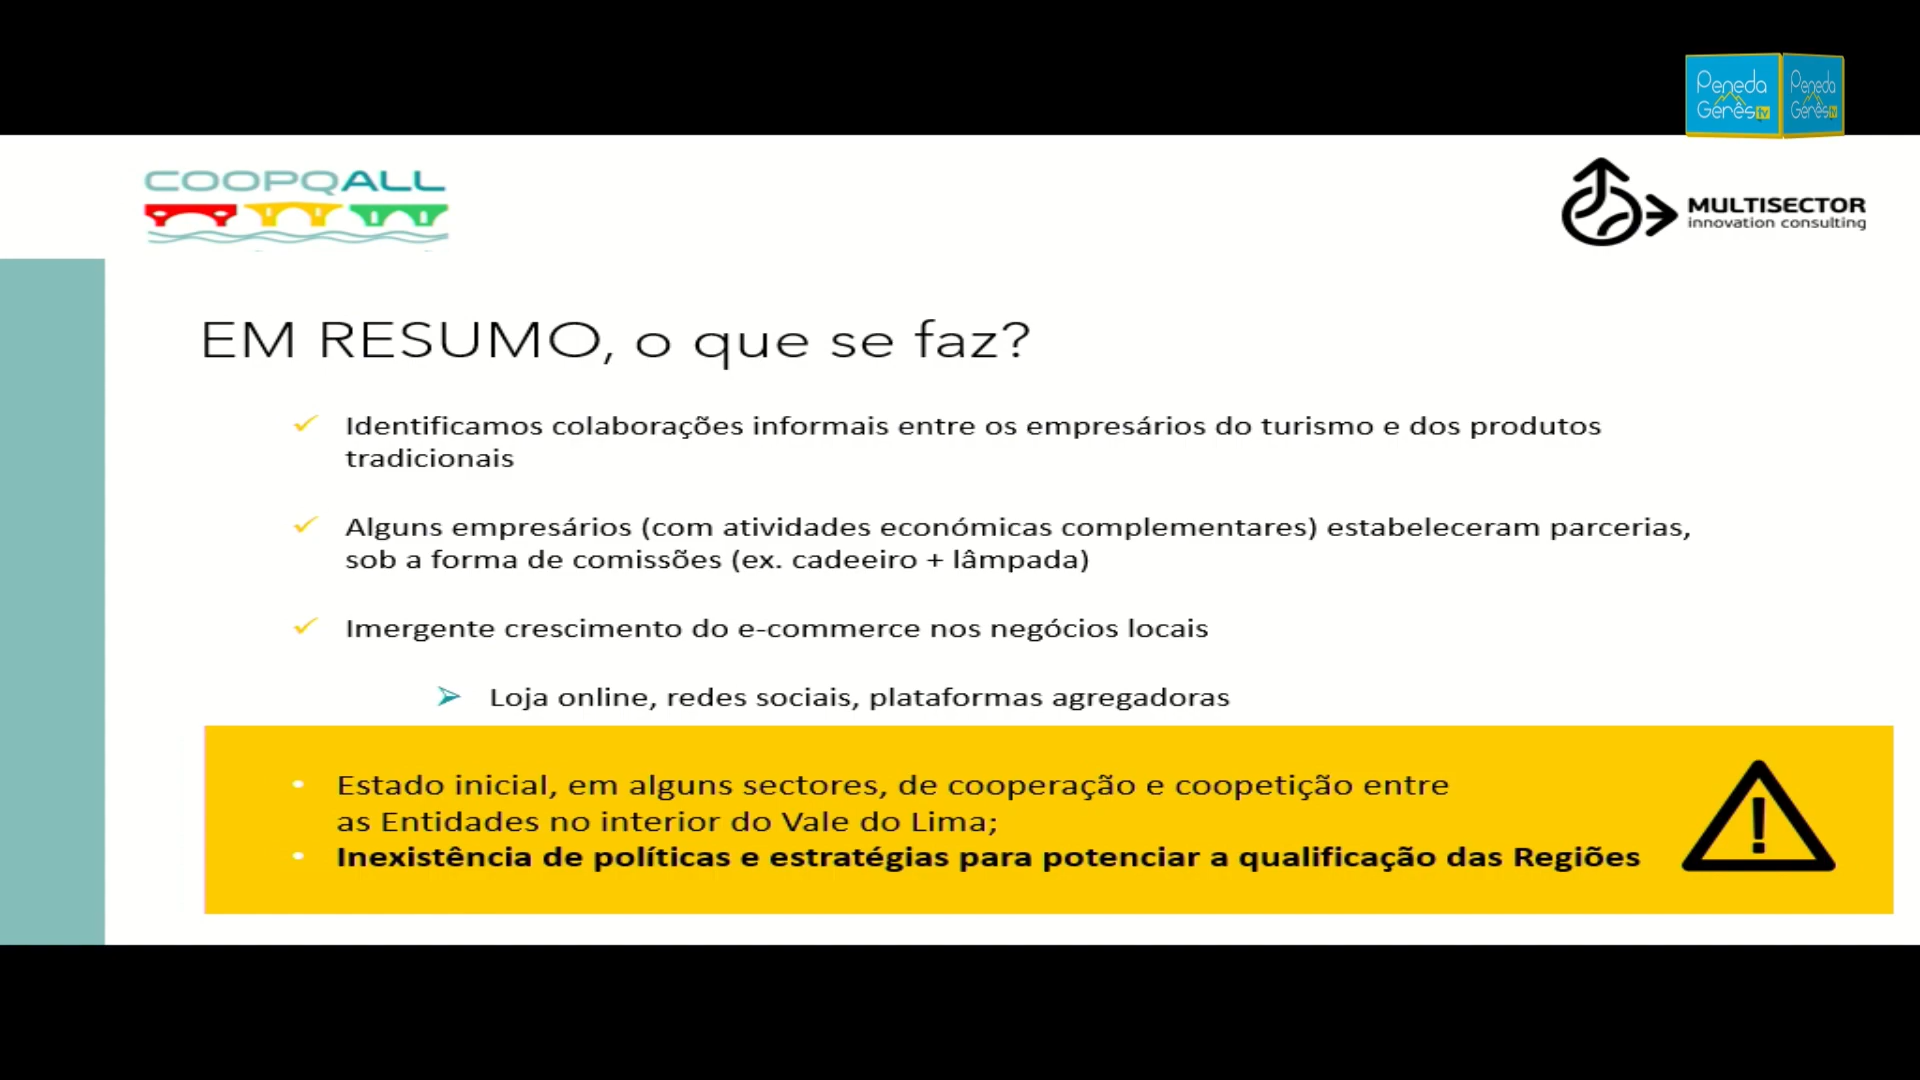 Peneda Peneda
Gerêstv Gerêstv
COOPQALL
MULTISECTOR
innovation consulting
EM RESUMO, o que se faz?
Identificamos colaborações informais entre os empresários do turismo e dos produtos
tradicionais
Alguns empresários (com atividades económicas complementares) estabeleceram parcerias,
sob a forma de comissões (ex. cadeeiro + lâmpada)
Imergente crescimento do e-commerce nos negócios locais
Loja online, redes sociais, plataformas agregadoras
• Estado inicial, em alguns sectores, de cooperação e coopetição entre
as Entidades no interior do Vale do Lima;
• Inexistência de políticas e estratégias para potenciar a qualificação das Regiões